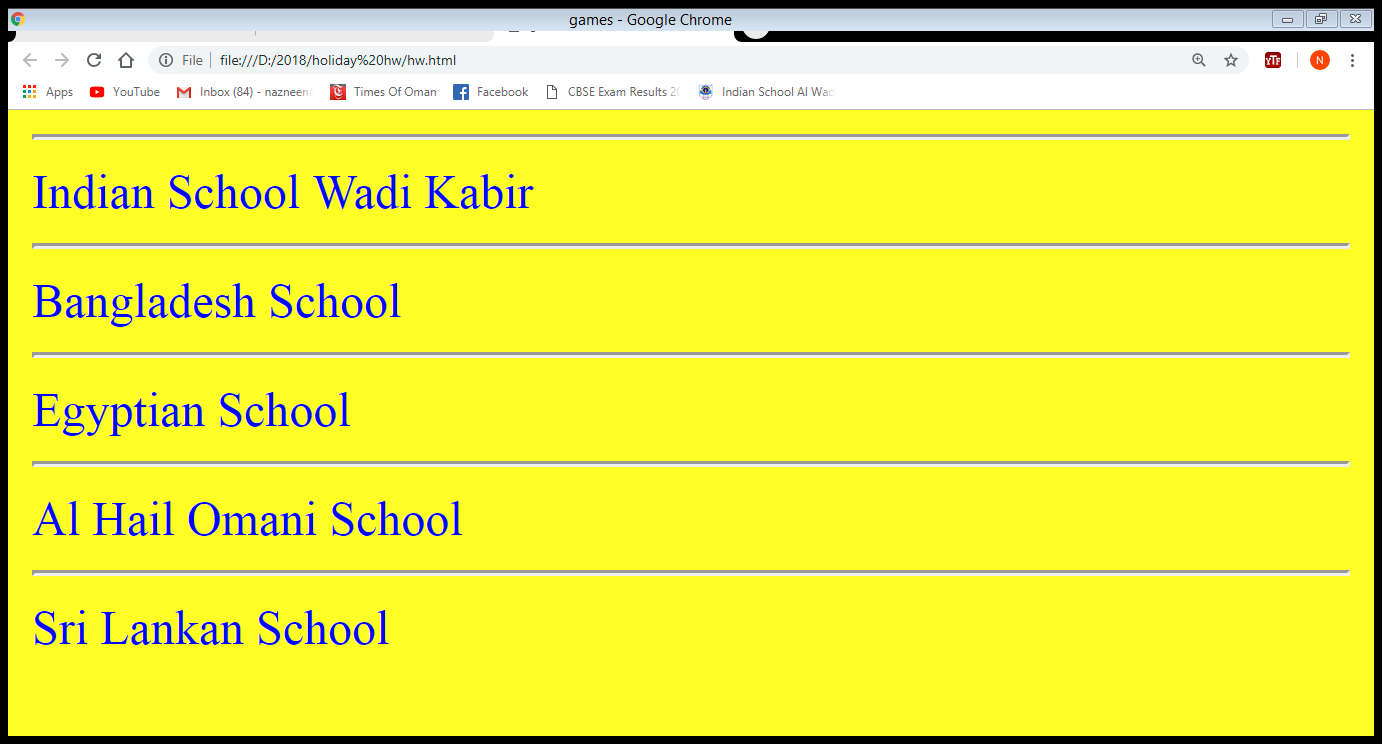 games - Google Chrome
File file:///D:/2018/holiday%20hw/hw.html N
Apps YouTube Inbox (84) - nazneen Times Of Oman Facebook CBSE Exam Results Indian School Al
Indian School Wadi Kabir
Bangladesh School
Egyptian School
Al Hail Omani School
Sri Lankan School